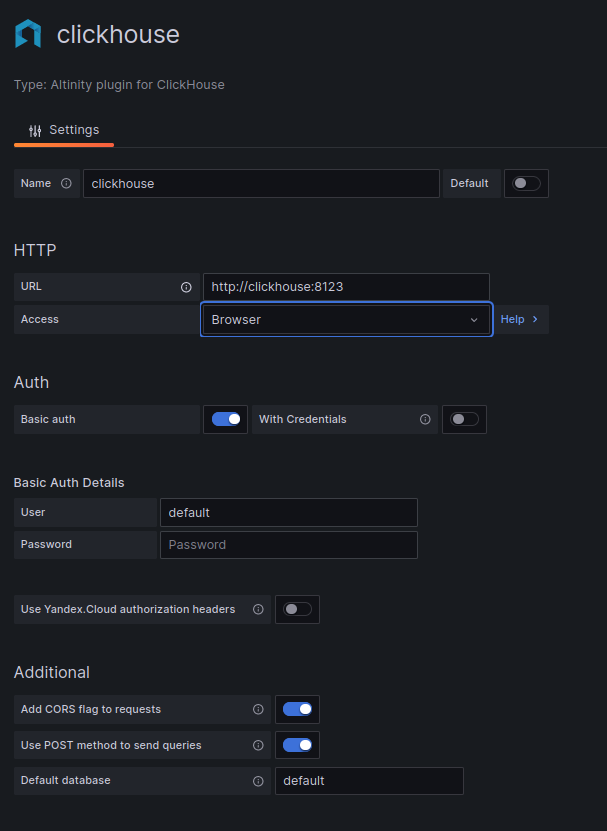 clickhouse
Type: Altinity plugin for ClickHouse
Settings
Name clickhouse Default
HTTP
URL http://clickhouse:8123
Access Browser Help
Auth
Basic auth With Credentials
Basic Auth Details
User default
Password Password
Use Yandex.Cloud authorization headers
Additional
Add CORS flag to requests
Use POST method to send queries
Default database default